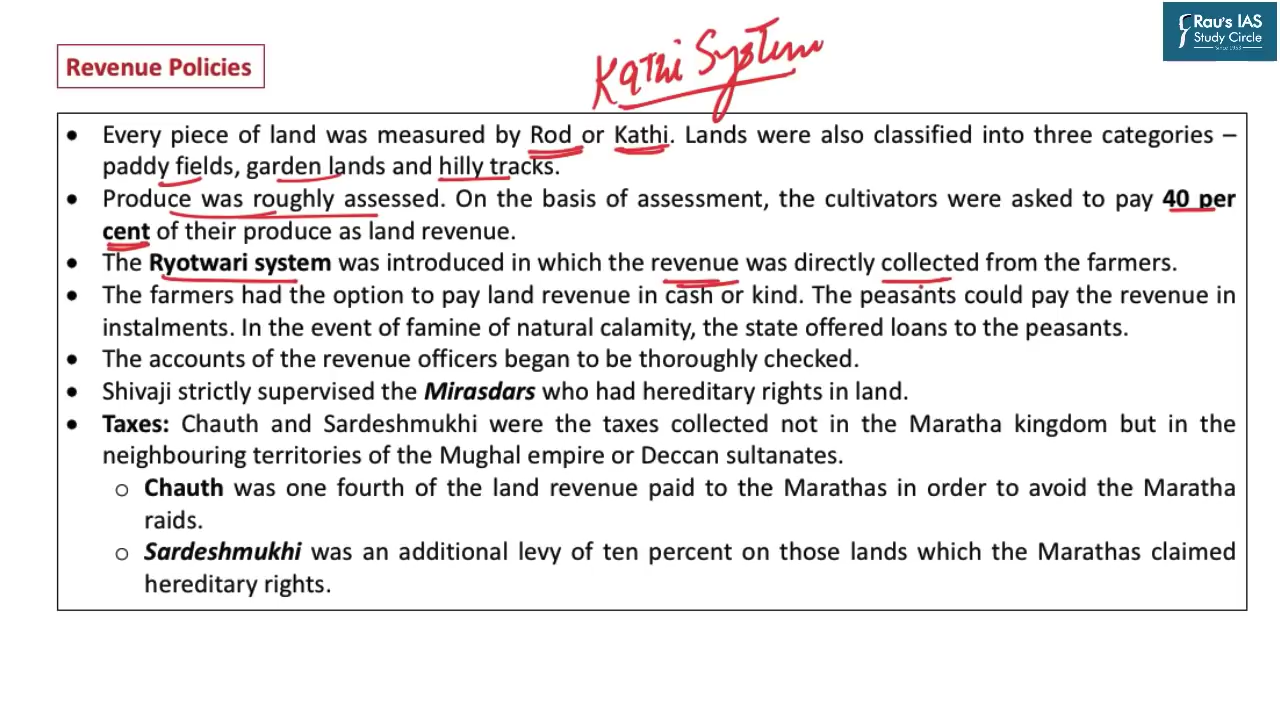 Rau's IAS
Study Circle
Since 1953
Kathi System
Revenue Policies
• Every piece of land was measured by Rod or Kathi. Lands were also classified into three categories –
paddy fields, garden lands and hilly tracks.
• Produce was roughly assessed. On the basis of assessment, the cultivators were asked to pay 40 per
cent of their produce as land revenue.
• The Ryotwari system was introduced in which the revenue was directly collected from the farmers.
• The farmers had the option to pay land revenue in cash or kind. The peasants could pay the revenue in
instalments. In the event of famine of natural calamity, the state offered loans to the peasants.
• The accounts of the revenue officers began to be thoroughly checked.
• Shivaji strictly supervised the Mirasdars who had hereditary rights in land.
• Taxes: Chauth and Sardeshmukhi were the taxes collected not in the Maratha kingdom but in the
neighbouring territories of the Mughal empire or Deccan sultanates.
o Chauth was one fourth of the land revenue paid to the Marathas in order to avoid the Maratha
raids.
o Sardeshmukhi was an additional levy of ten percent on those lands which the Marathas claimed
hereditary rights.